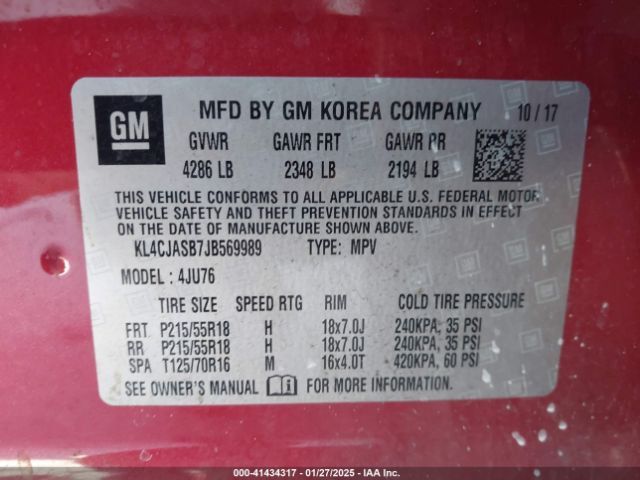 GM
MFD BY GM KOREA COMPANY 10/17
GVWR GAWR FRT GAWR RR
4286 LB 2348 LB 2194 LB
THIS VEHICLE CONFORMS TO ALL APPLICABLE U.S. FEDERAL MOTOR
VEHICLE SAFETY AND THEFT PREVENTION STANDARDS IN EFFECT
ON THE DATE OF MANUFACTURE SHOWN ABOVE.
KL4CJASB7JB569989 TYPE: MPV
MODEL: 4JU76
TIRE SIZE SPEED RTG RIM COLD TIRE PRESSURE
FRT P215/55R18 H 18x7.0J 240KPA, 35 PSI
RR P215/55R18 H 18x7.0J 240KPA, 35 PSI
SPA T125/70R16 M 16x4.0T 420KPA, 60 PSI
SEE OWNER'S MANUAL FOR MORE INFORMATION.
000-41434317 - 01/27/2025 - IAA Inc.